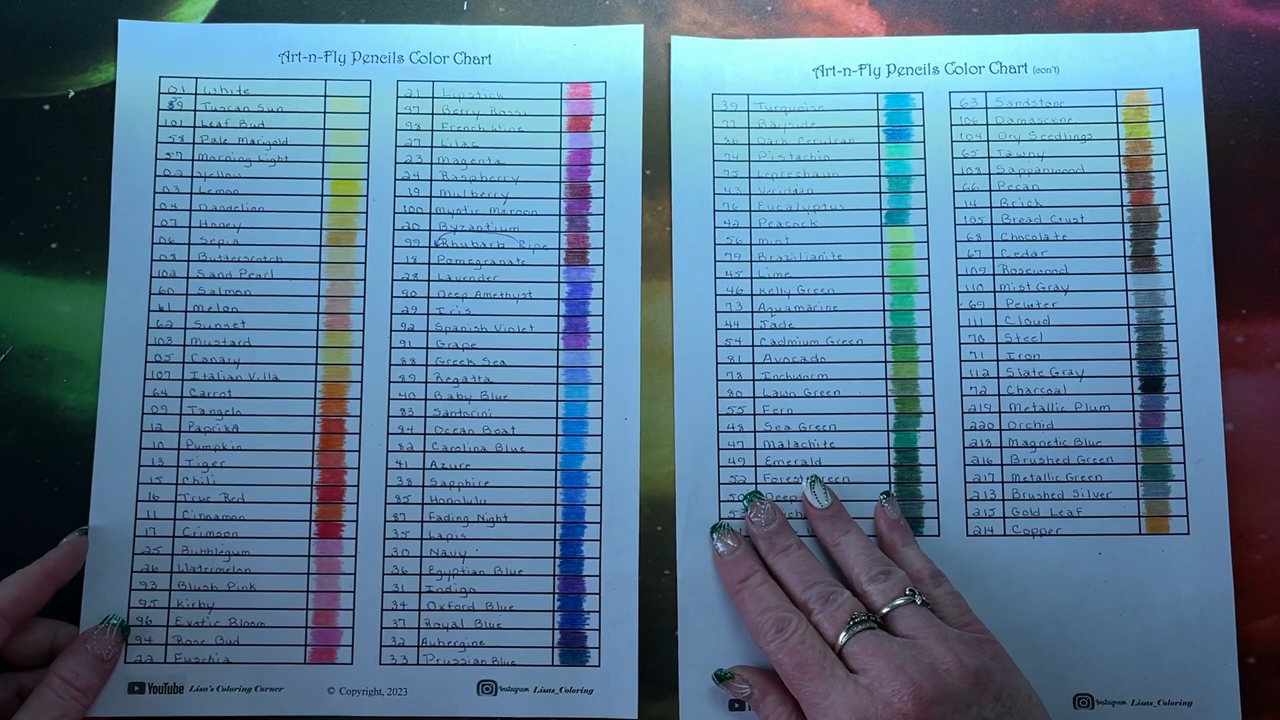 Art-n-Fly Pencils Color Chart
01 White
59 Tuscan Sun
101 Leaf Bud
58 Pale Marigold
57 Morning Light
02 Yellow
03 Lemon
04 Dandelion
07 Honey
06 Sepia
08 Butterscotch
102 Sand Pearl
60 Salmon
61 Melon
62 Sunset
103 Mustard
05 Canary
107 Italian Villa
64 Carrot
09 Tangelo
12 Paprika
10 Pumpkin
13 Tiger
15 Chili
16 True Red
11 Cinnamon
17 Crimson
25 Bubblegum
26 Watermelon
93 Blush Pink
95 Kirby
96 Exotic Bloom
94 Rose Bud
22 Fuschia
21 Lipstick
97 Berry Rossi
98 French Wine
27 Lilac
23 Magenta
24 Raspberry
19 Mulberry
100 Mystic Maroon
20 Byzantium
99 Rhubarb Ripe
18 Pomegranate
28 Lavender
90 Deep Amethyst
29 Iris
92 Spanish Violet
91 Grape
88 Greek Sea
89 Regatta
40 Baby Blue
83 Santorini
84 Ocean Boat
82 Carolina Blue
41 Azure
38 Sapphire
85 Honolulu
87 Fading Night
35 Lapis
30 Navy
36 Egyptian Blue
31 Indigo
34 Oxford Blue
37 Royal Blue
32 Aubergine
33 Prussian Blue
YouTube Lisa's Coloring Corner © Copyright, 2023 Instagram Lisas_Coloring
Art-n-Fly Pencils Color Chart (con't)
39 Turquoise
77 Bayside
86 Dark Cerulean
74 Pistachio
75 Leprechaun
43 Veridian
76 Eucalyptus
42 Peacock
56 Mint
79 Brazilianite
45 Lime
46 Kelly Green
73 Aquamarine
44 Jade
54 Cadmium Green
81 Avocado
78 Inchworm
80 Lawn Green
55 Fern
48 Sea Green
47 Malachite
49 Emerald
52 Forest Green
50 Deep
63 Sandstone
106 Damascene
104 Dry Seedlings
65 Tawny
108 Sappanwood
66 Pecan
14 Brick
105 Bread Crust
68 Chocolate
67 Cedar
109 Rosewood
110 Mist Gray
69 Pewter
111 Cloud
70 Steel
71 Iron
112 Slate Gray
72 Charcoal
219 Metallic Plum
220 Orchid
218 Magnetic Blue
216 Brushed Green
217 Metallic Green
213 Brushed Silver
215 Gold Leaf
214 Copper
Instagram Lisas_Coloring